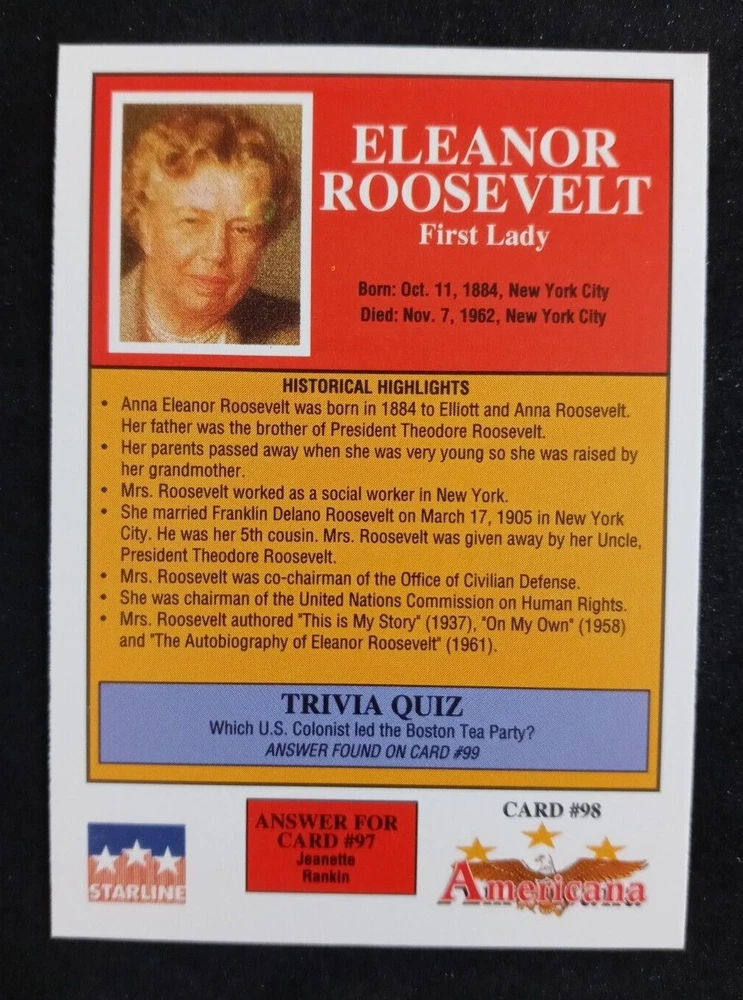 ELEANOR
ROOSEVELT
First Lady
Born: Oct. 11, 1884, New York City
Died: Nov. 7, 1962, New York City
HISTORICAL HIGHLIGHTS
• Anna Eleanor Roosevelt was born in 1884 to Elliott and Anna Roosevelt.
Her father was the brother of President Theodore Roosevelt.
• Her parents passed away when she was very young so she was raised by
her grandmother.
• Mrs. Roosevelt worked as a social worker in New York.
• She married Franklin Delano Roosevelt on March 17, 1905 in New York
City. He was her 5th cousin. Mrs. Roosevelt was given away by her Uncle,
President Theodore Roosevelt.
• Mrs. Roosevelt was co-chairman of the Office of Civilian Defense.
• She was chairman of the United Nations Commission on Human Rights.
• Mrs. Roosevelt authored "This is My Story" (1937), "On My Own" (1958)
and "The Autobiography of Eleanor Roosevelt" (1961).
TRIVIA QUIZ
Which U.S. Colonist led the Boston Tea Party?
ANSWER FOUND ON CARD #99
STARLINE
ANSWER FOR
CARD #97
Jeanette
Rankin
CARD #98
Americana